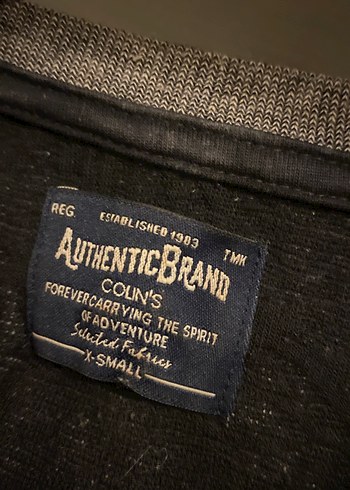 REG. ESTABLISHED 1983 TMK
AUTHENTICBRAND
COLIN'S
FOREVERCARRYING THE SPIRIT
OF ADVENTURE
Selected Fabrics
X-SMALL